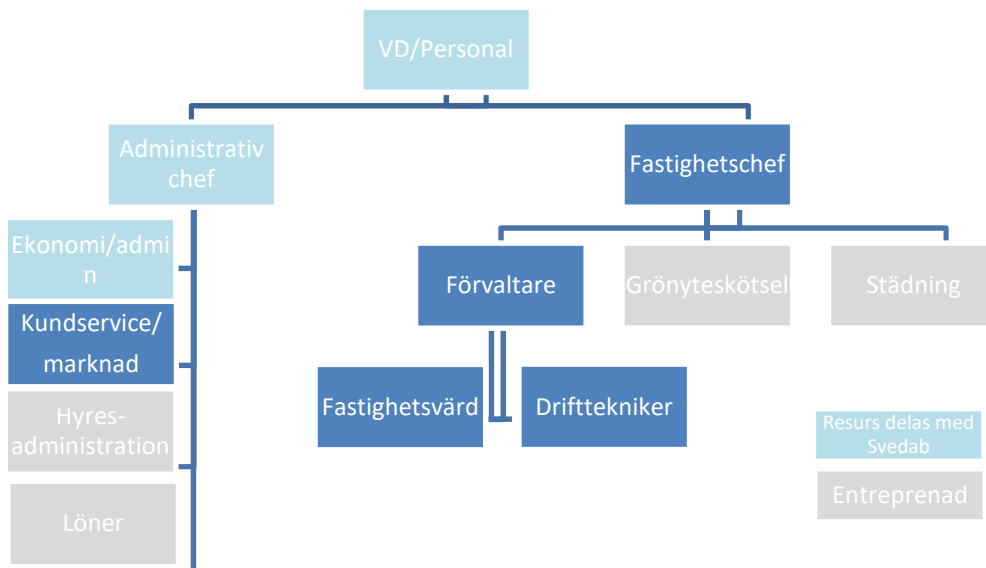 VD/Personal
Administrativ
chef
Fastighetschef
Ekonomi/admi
n
Förvaltare
Grönyteskötsel
Städning
Kundservice/
marknad
Fastighetsvärd
Drifttekniker
Hyres-
administration
Löner
Resurs delas med
Svedab
Entreprenad